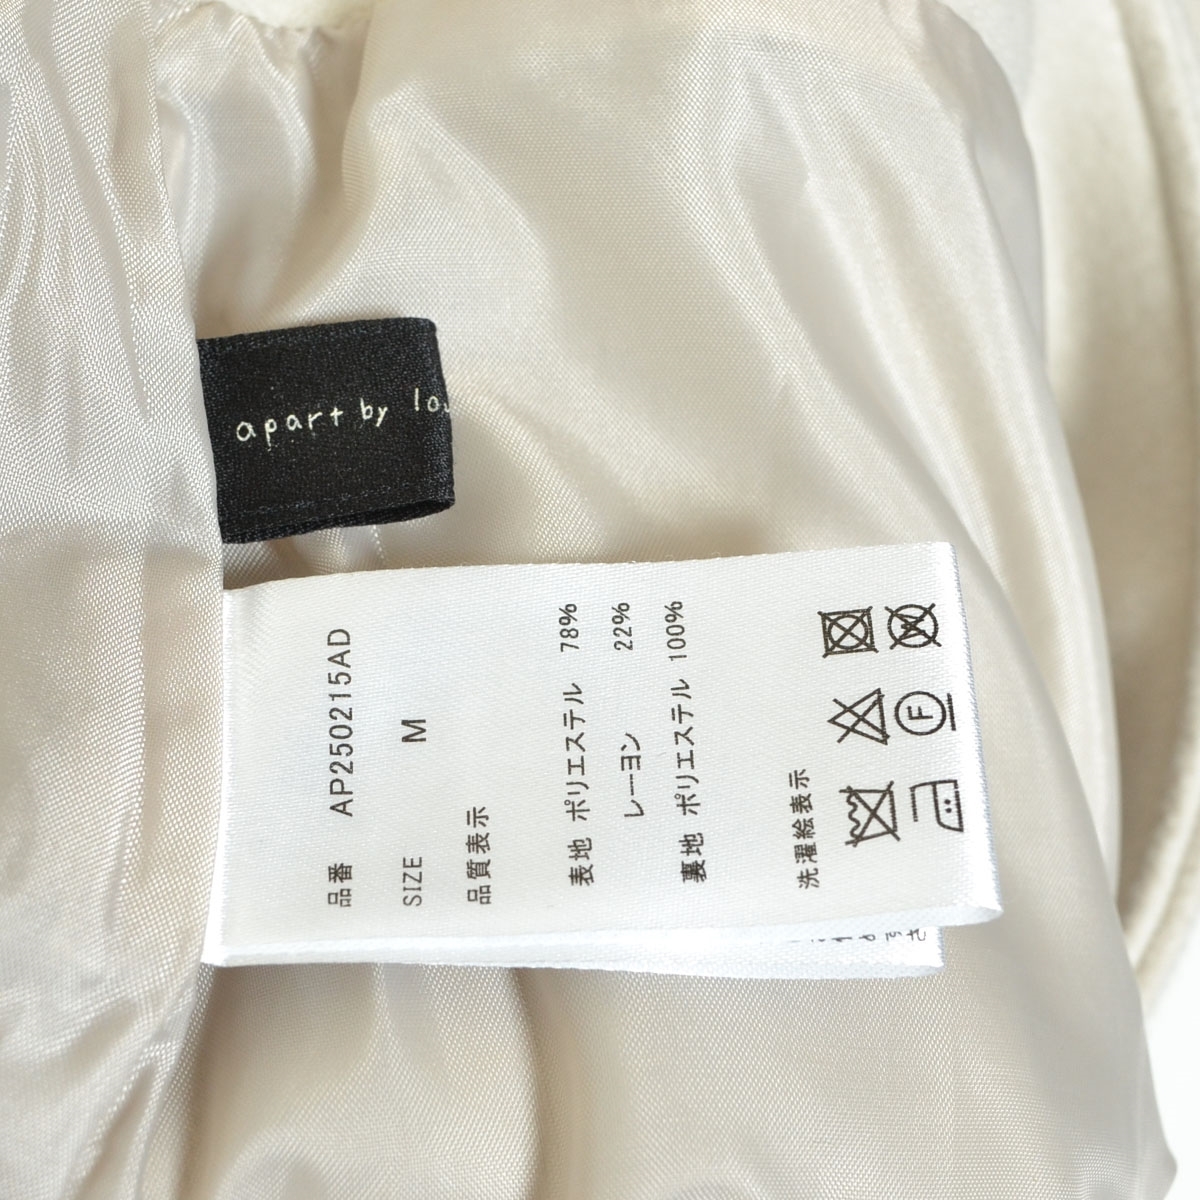 apart by
品番 AP250215AD
SIZE M
品質表示
表地 ポリエステル 78%
レーヨン 22%
裏地 ポリエステル 100%
洗濯絵表示
W
F